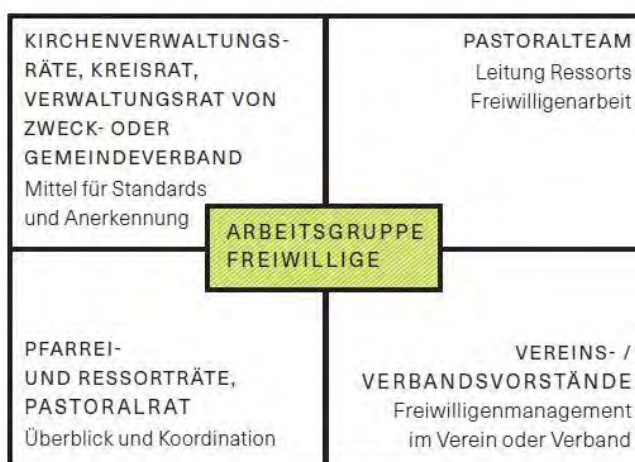 KIRCHENVERWALTUNGS-
RÄTE, KREISRAT,
VERWALTUNGSRAT VON
ZWECK- ODER
GEMEINDEVERBAND
Mittel für Standards
und Anerkennung
PASTORALTEAM
Leitung Ressorts
Freiwilligenarbeit
ARBEITSGRUPPE
FREIWILLIGE
PFARREI-
UND RESSORTRÄTE,
PASTORALRAT
Überblick und Koordination
VEREINS- /
VERBANDSVORSTÄNDE
Freiwilligenmanagement
im Verein oder Verband